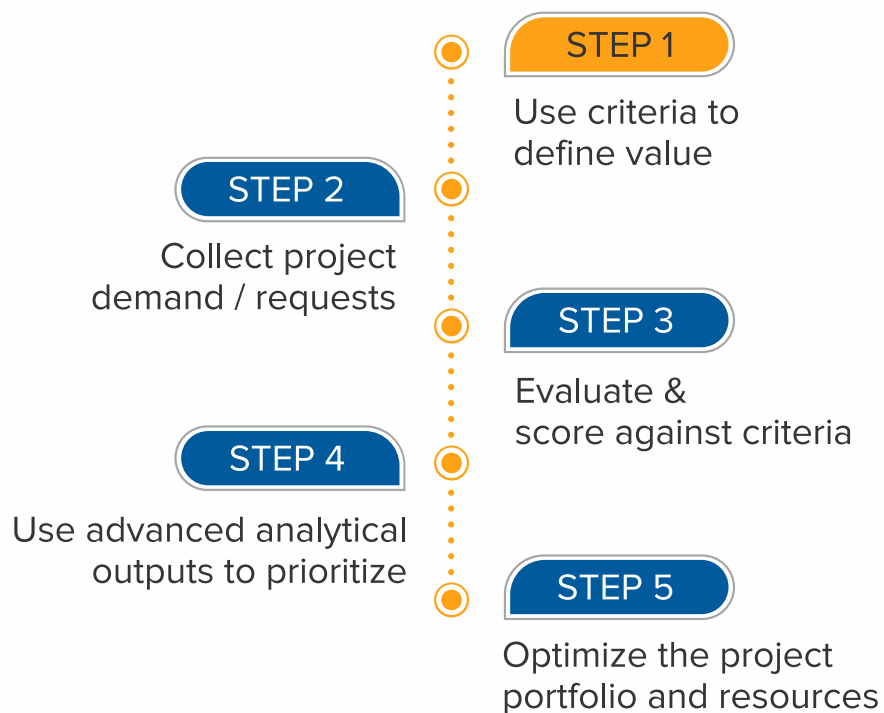 STEP 1
Use criteria to
define value
STEP 2
Collect project
demand / requests
STEP 3
Evaluate &
score against criteria
STEP 4
Use advanced analytical
outputs to prioritize
STEP 5
Optimize the project
portfolio and resources